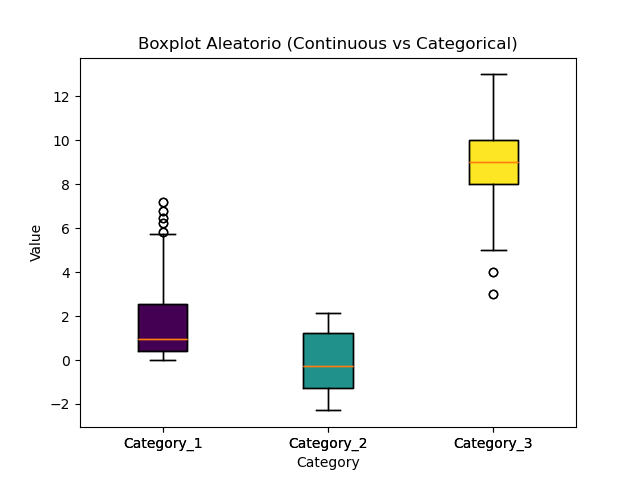 Boxplot Aleatorio (Continuous vs Categorical)
12
10
8
6
4
2
0
−2
Value
Category_1 Category_2 Category_3
Category